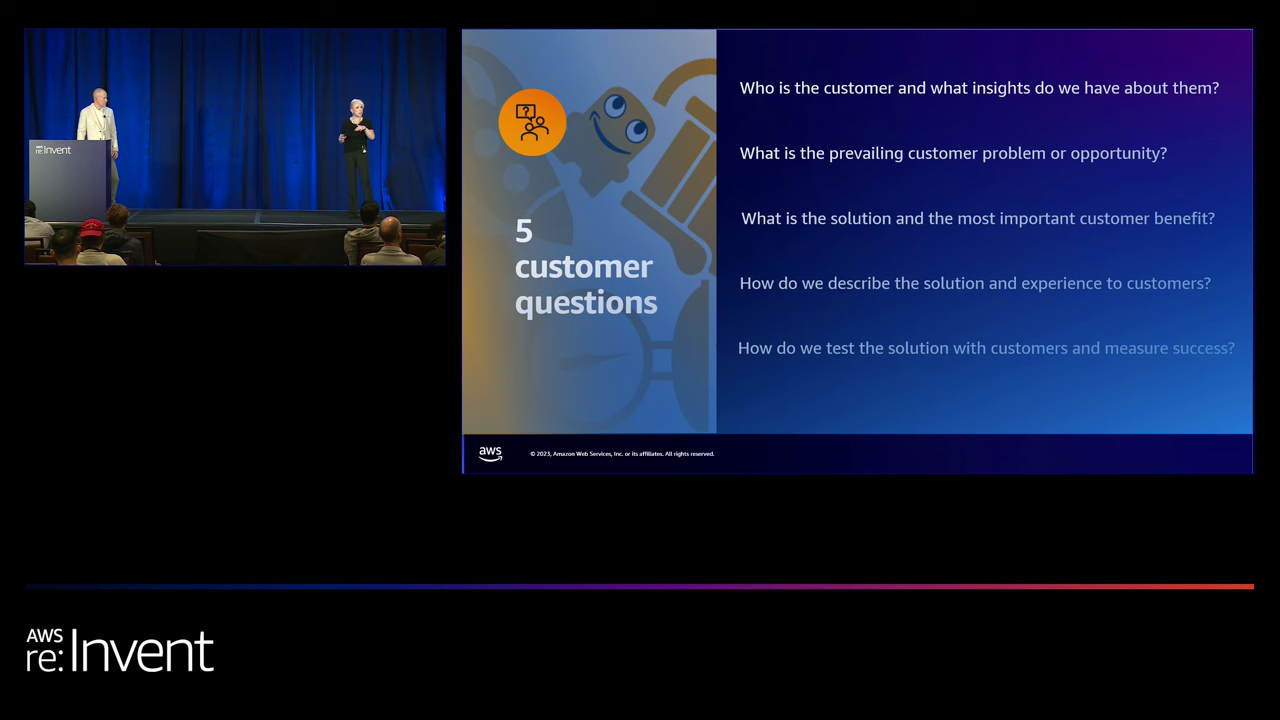 re:Invent
?
5
customer
questions
Who is the customer and what insights do we have about them?
What is the prevailing customer problem or opportunity?
What is the solution and the most important customer benefit?
How do we describe the solution and experience to customers?
How do we test the solution with customers and measure success?
aws
© 2023, Amazon Web Services, Inc. or its affiliates. All rights reserved.
AWS
re:Invent